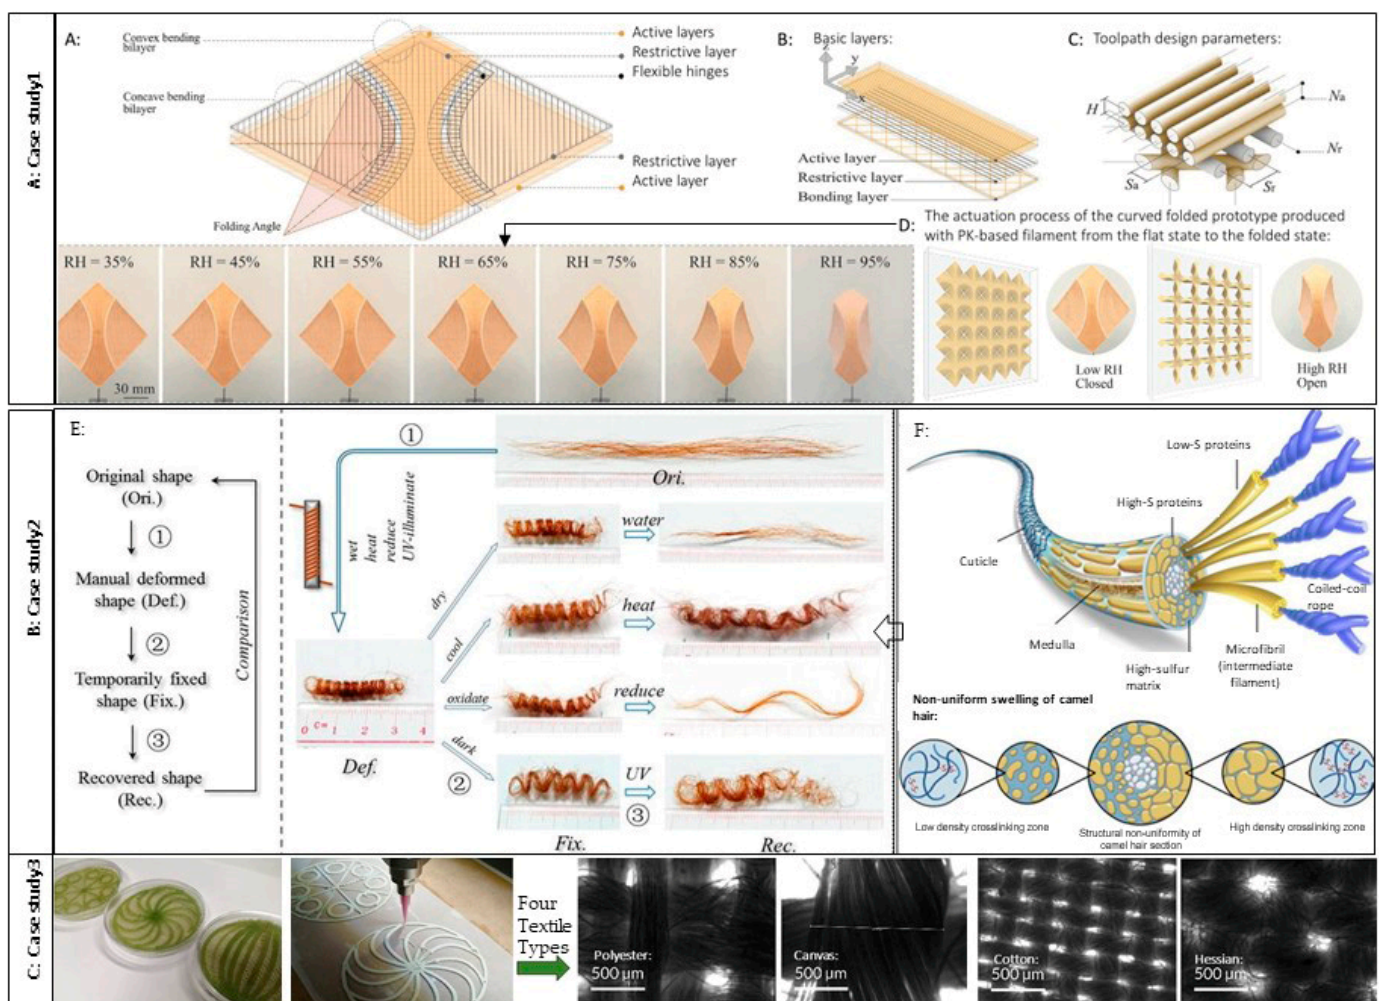 A: Case study1
A:
Convex bending
bilayer
Concave bending
bilayer
Folding Angle
Active layers
Restrictive layer
Flexible hinges
Restrictive layer
Active layer
B: Basic layers:
z
y
x
Active layer
Restrictive layer
Bonding layer
C: Toolpath design parameters:
H
Na
Nr
Sa
Sr
D: The actuation process of the curved folded prototype produced
with PK-based filament from the flat state to the folded state:
RH = 35%
RH = 45%
RH = 55%
RH = 65%
RH = 75%
RH = 85%
RH = 95%
30 mm
Low RH
Closed
High RH
Open
B: Case study2
E:
Original shape
(Ori.)
①
Manual deformed
shape (Def.)
②
Temporarily fixed
shape (Fix.)
③
Recovered shape
(Rec.)
Comparison
①
wet
heat
reduce
UV-illuminate
Ori.
dry
cool
oxidate
dark
②
water
heat
reduce
UV
③
0 cm 1 2 3 4
Def.
Fix.
Rec.
F:
Low-S proteins
High-S proteins
Cuticle
Coiled-coil
rope
Medulla
Microfibril
(intermediate
filament)
High-sulfur
matrix
Non-uniform swelling of camel
hair:
Low density crosslinking zone
Structural non-uniformity of
camel hair section
High density crosslinking zone
C: Case study3
Four
Textile
Types
Polyester:
500 µm
Canvas:
500 µm
Cotton:
500 µm
Hessian:
500 µm